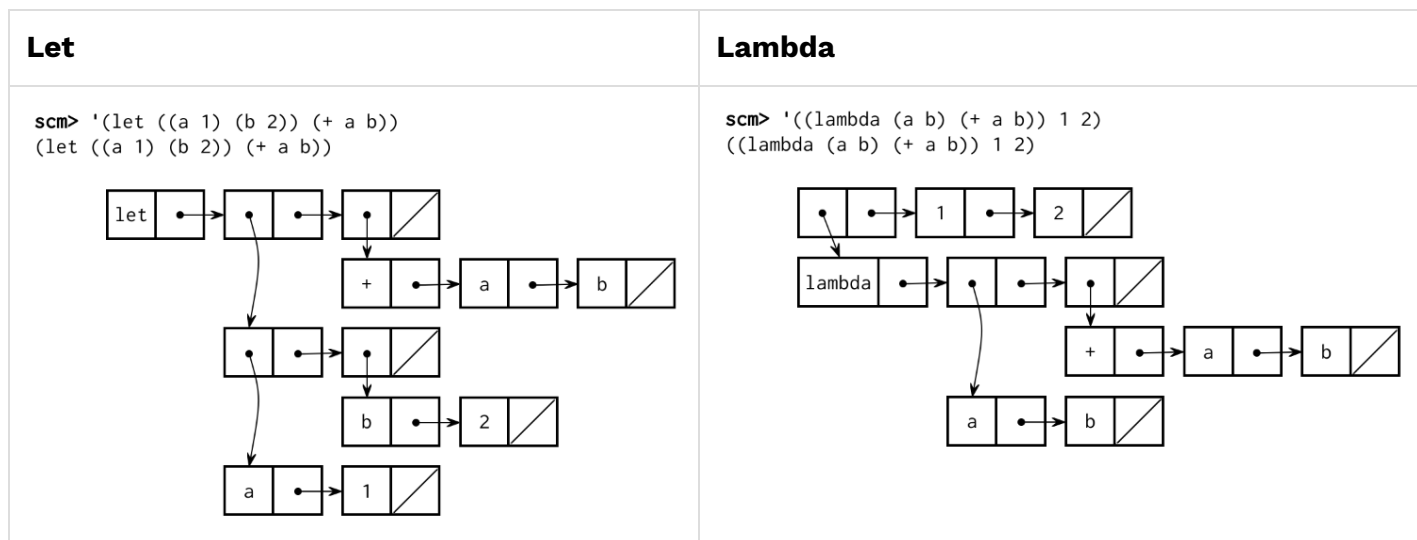 Let
scm> '(let ((a 1) (b 2)) (+ a b))
(let ((a 1) (b 2)) (+ a b))
let
+ a b
b 2
a 1
Lambda
scm> '((lambda (a b) (+ a b)) 1 2)
((lambda (a b) (+ a b)) 1 2)
1 2
lambda
+ a b
a b